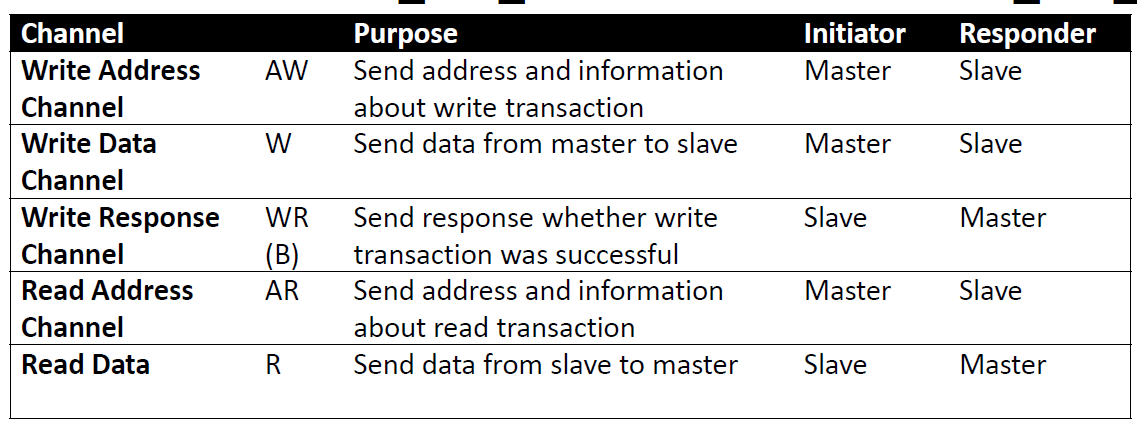 Channel Purpose Initiator Responder
Write Address AW Send address and information Master Slave
Channel about write transaction
Write Data W Send data from master to slave Master Slave
Channel
Write Response WR Send response whether write Slave Master
Channel (B) transaction was successful
Read Address AR Send address and information Master Slave
Channel about read transaction
Read Data R Send data from slave to master Slave Master